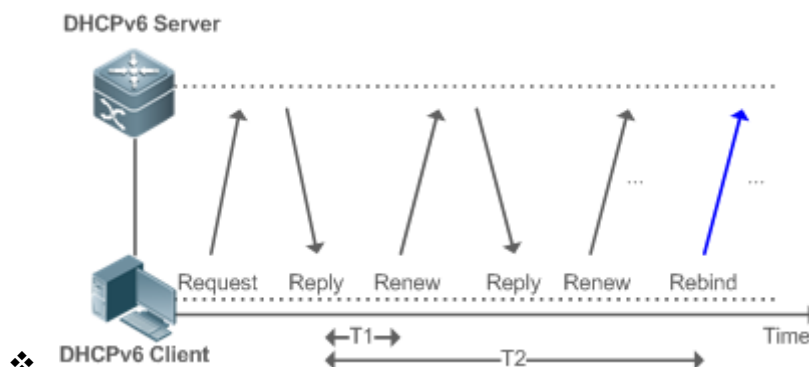 DHCPv6 Server
...
...
Request Reply Renew Reply Renew Rebind
T1
Time
T2
DHCPv6 Client